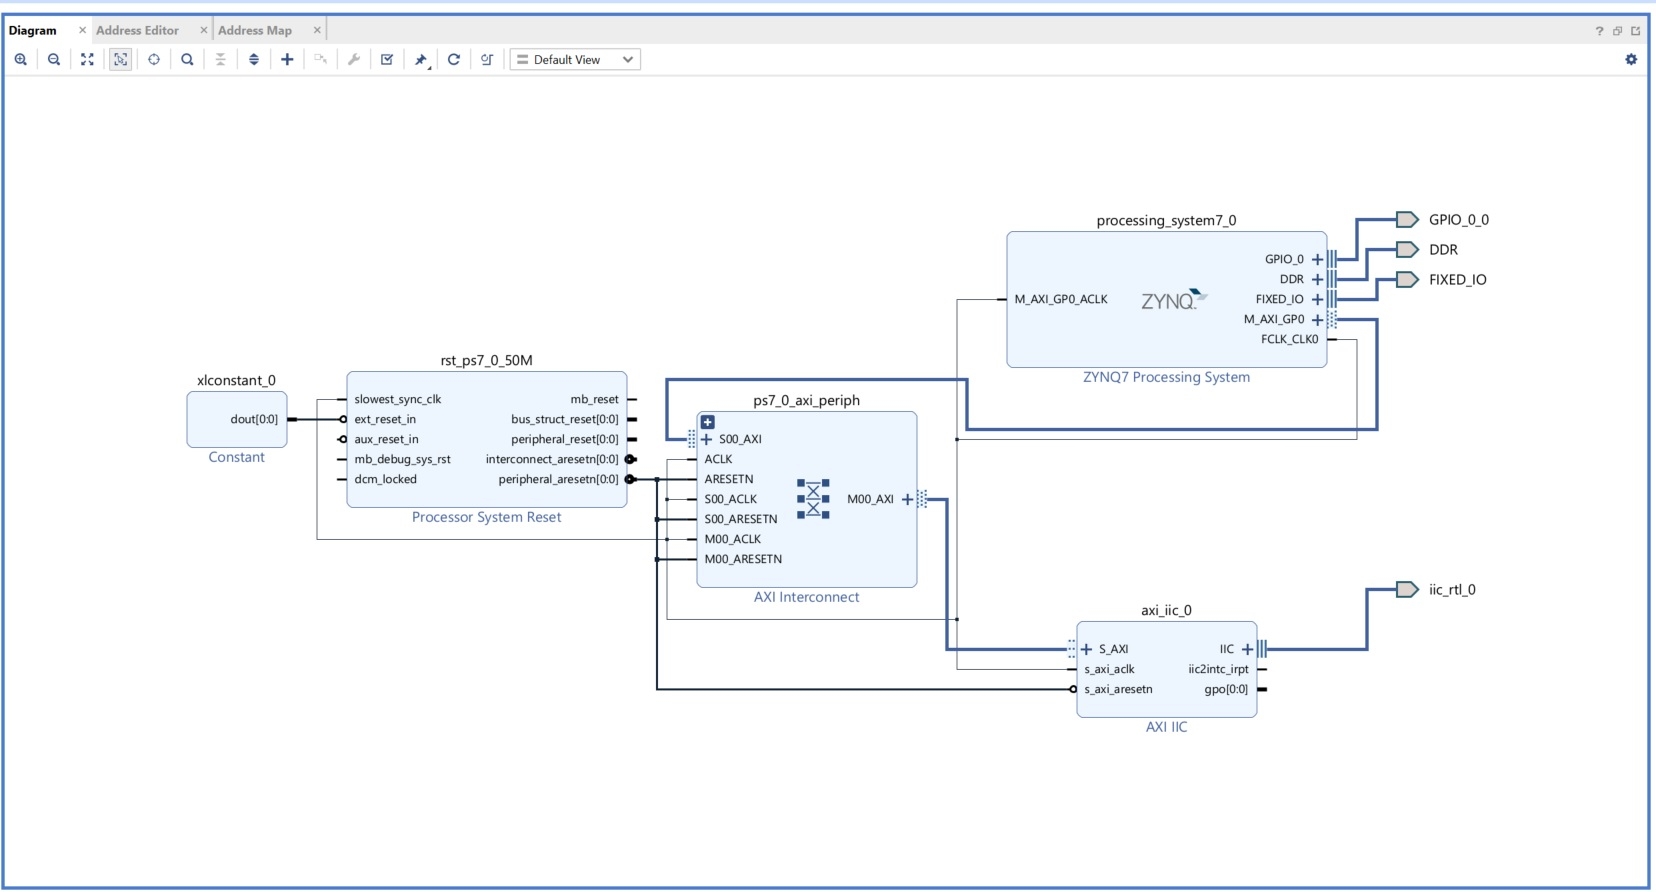 Diagram × Address Editor × Address Map ×
Default View
processing_system7_0
GPIO_0
DDR
FIXED_IO
M_AXI_GP0
FCLK_CLK0
M_AXI_GP0_ACLK
ZYNQ
ZYNQ7 Processing System
GPIO_0_0
DDR
FIXED_IO
xlconstant_0
dout[0:0]
Constant
rst_ps7_0_50M
slowest_sync_clk
ext_reset_in
aux_reset_in
mb_debug_sys_rst
dcm_locked
mb_reset
bus_struct_reset[0:0]
peripheral_reset[0:0]
interconnect_aresetn[0:0]
peripheral_aresetn[0:0]
Processor System Reset
ps7_0_axi_periph
S00_AXI
ACLK
ARESETN
S00_ACLK
S00_ARESETN
M00_ACLK
M00_ARESETN
M00_AXI
AXI Interconnect
axi_iic_0
S_AXI
s_axi_aclk
s_axi_aresetn
IIC
iic2intc_irpt
gpo[0:0]
AXI IIC
iic_rtl_0